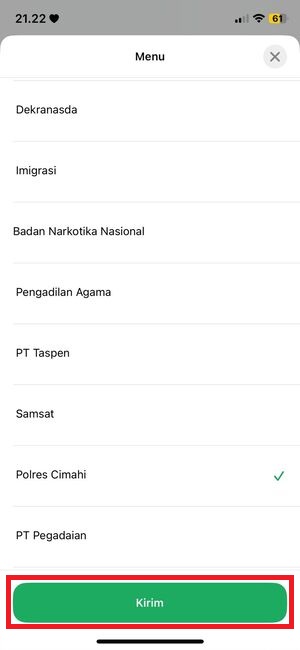 21.22
61
Menu
Dekranasda
Imigrasi
Badan Narkotika Nasional
Pengadilan Agama
PT Taspen
Samsat
Polres Cimahi
PT Pegadaian
Kirim